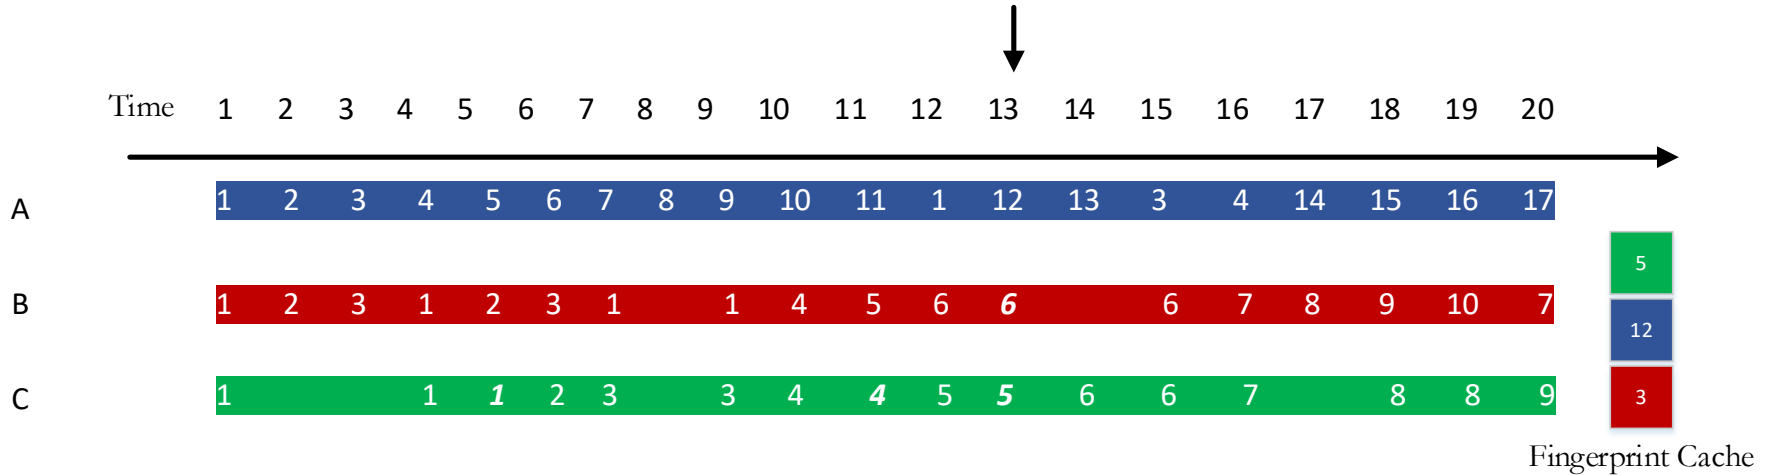 Time 1 2 3 4 5 6 7 8 9 10 11 12 13 14 15 16 17 18 19 20
A 1 2 3 4 5 6 7 8 9 10 11 1 12 13 3 4 14 15 16 17
5
B 1 2 3 1 2 3 1 1 4 5 6 6 6 7 8 9 10 7
12
C 1 1 1 2 3 3 4 4 5 5 6 6 7 8 8 9
3
Fingerprint Cache